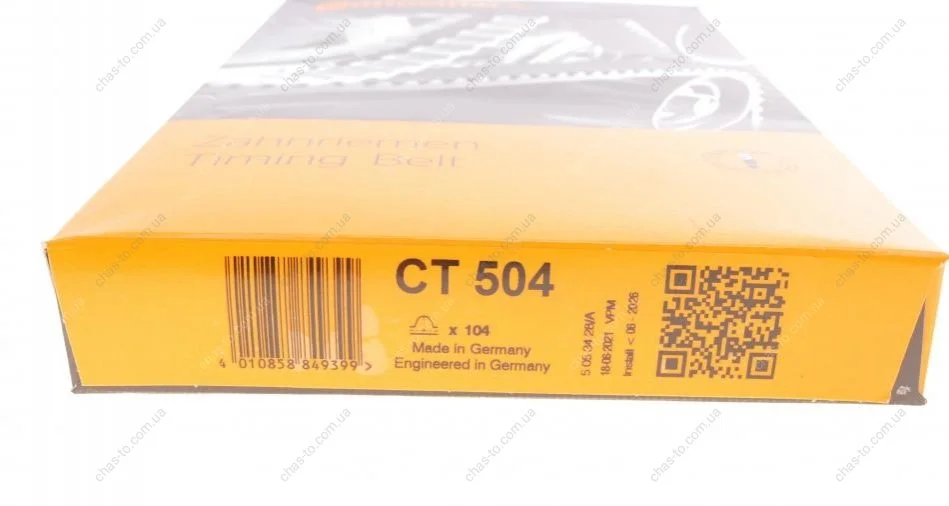 Continental
Zahnriemen
Timing Belt
CT 504
x 104
Made in Germany
Engineered in Germany
4 010858 849399 >
5 05 34 28/A
18-06-2021 VPM
Install < 06 - 2026
chas-to.com.ua